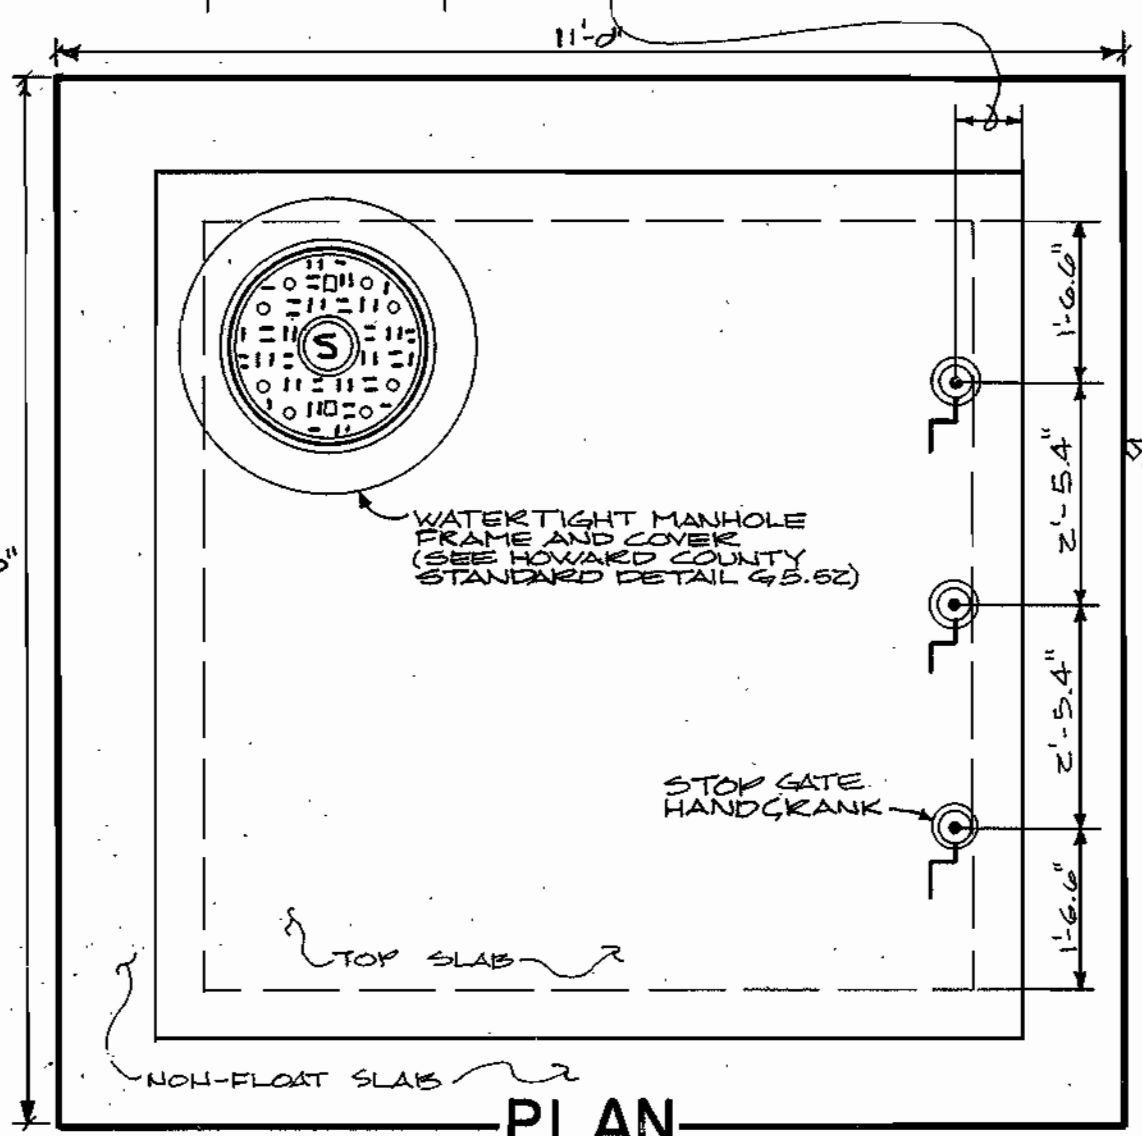 11'-0"
S
1'-6.6"
2'-5.4"
2'-5.4"
1'-6.6"
WATERTIGHT MANHOLE
FRAME AND COVER
(SEE HOWARD COUNTY
STANDARD DETAIL G5.52)
STOP GATE
HANDCRANK
TOP SLAB
NON-FLOAT SLAB
PLAN